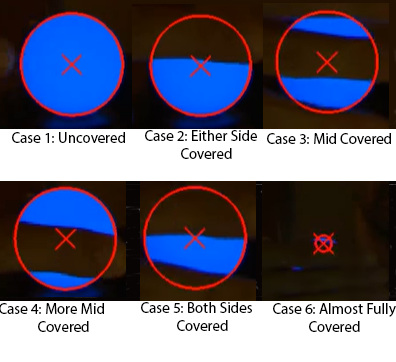 Case 1: Uncovered
Case 2: Either Side
Covered
Case 3: Mid Covered
Case 4: More Mid
Covered
Case 5: Both Sides
Covered
Case 6: Almost Fully
Covered